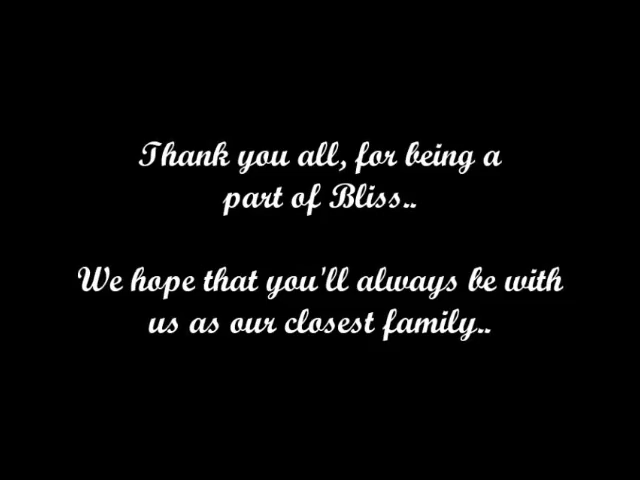 Thank you all, for being a
part of Bliss..
We hope that you'll always be with
us as our closest family..